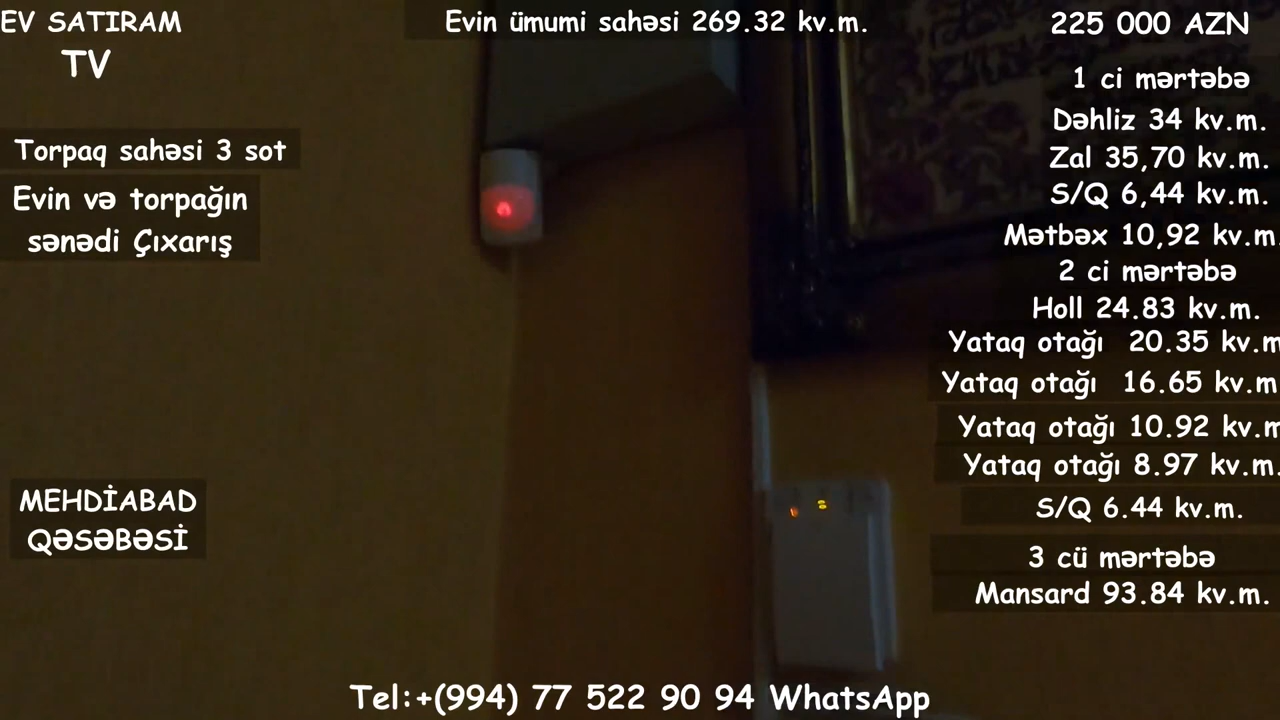 EV SATIRAM
TV
Evin ümumi sahəsi 269.32 kv.m.
225 000 AZN
Torpaq sahəsi 3 sot
Evin və torpağın
sənədi Çıxarış
MEHDİABAD
QƏSƏBƏSİ
1 ci mərtəbə
Dəhliz 34 kv.m.
Zal 35,70 kv.m.
S/Q 6,44 kv.m.
Mətbəx 10,92 kv.m.
2 ci mərtəbə
Holl 24.83 kv.m.
Yataq otağı 20.35 kv.m
Yataq otağı 16.65 kv.m
Yataq otağı 10.92 kv.m
Yataq otağı 8.97 kv.m.
S/Q 6.44 kv.m.
3 cü mərtəbə
Mansard 93.84 kv.m.
Tel:+(994) 77 522 90 94 WhatsApp